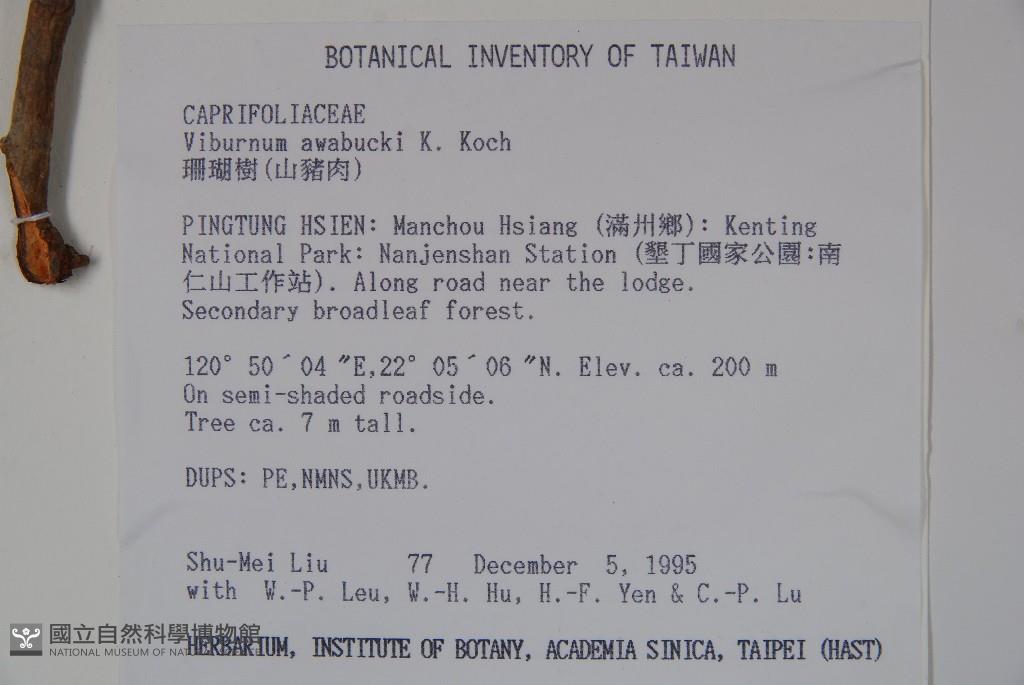 BOTANICAL INVENTORY OF TAIWAN
CAPRIFOLIACEAE
Viburnum awabucki K. Koch
珊瑚樹(山豬肉)
PINGTUNG HSIEN: Manchou Hsiang (滿州鄉): Kenting
National Park: Nanjenshan Station (墾丁國家公園:南
仁山工作站). Along road near the lodge.
Secondary broadleaf forest.
120° 50´04 ″E,22° 05´06 ″N. Elev. ca. 200 m
On semi-shaded roadside.
Tree ca. 7 m tall.
DUPS: PE,NMNS,UKMB.
Shu-Mei Liu 77 December 5, 1995
with W.-P. Leu, W.-H. Hu, H.-F. Yen & C.-P. Lu
HERBARIUM, INSTITUTE OF BOTANY, ACADEMIA SINICA, TAIPEI (HAST)
國立自然科學博物館
NATIONAL MUSEUM OF NATURAL